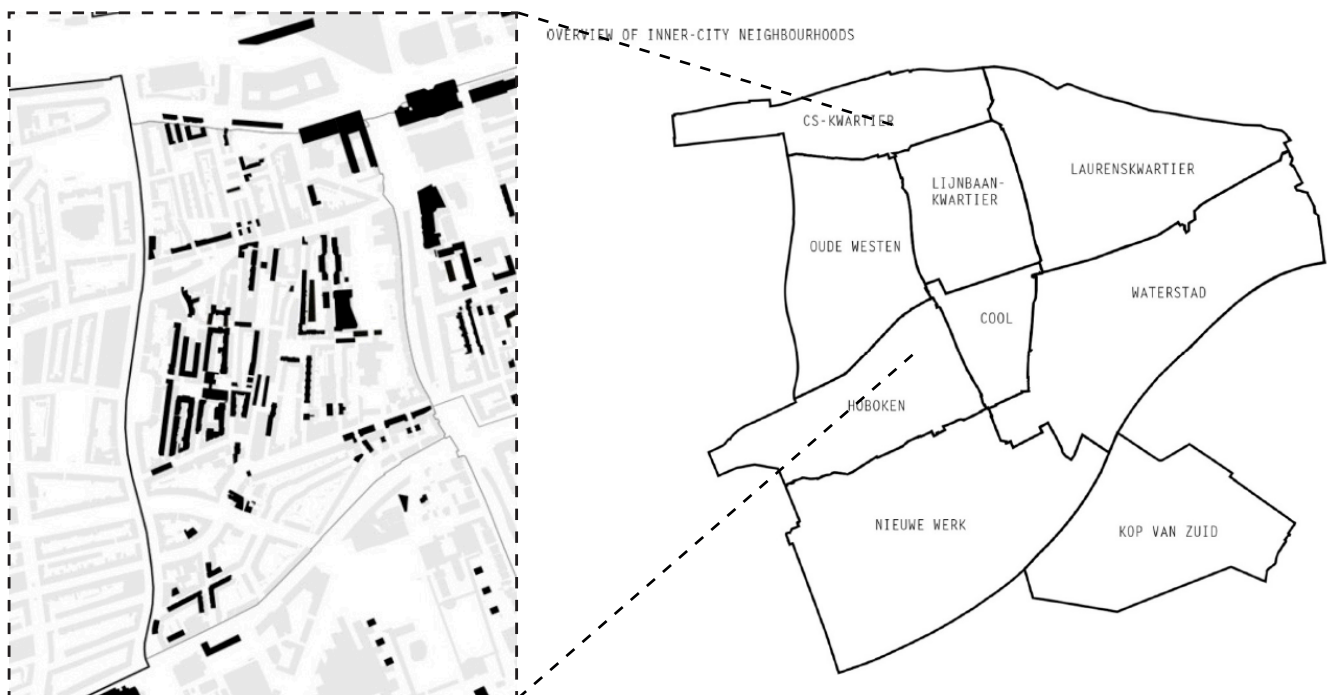 OVERVIEW OF INNER-CITY NEIGHBOURHOODS
CS-KWARTIER
LIJNBAAN-
KWARTIER
LAURENSKWARTIER
OUDE WESTEN
WATERSTAD
COOL
HOBOKEN
NIEUWE WERK
KOP VAN ZUID